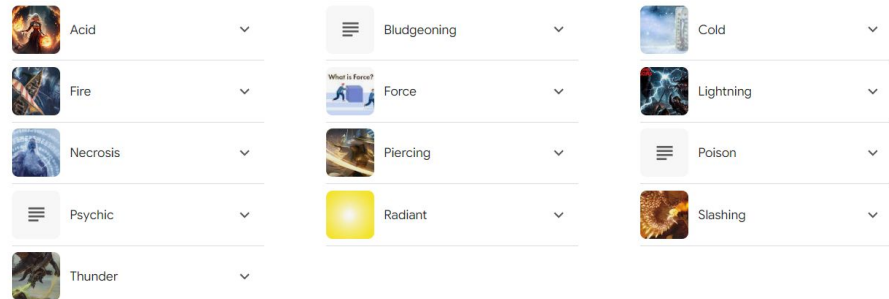 Acid
Bludgeoning
Cold
Fire
What is Force?
Force
Lightning
Necrosis
Piercing
Poison
Psychic
Radiant
Slashing
Thunder